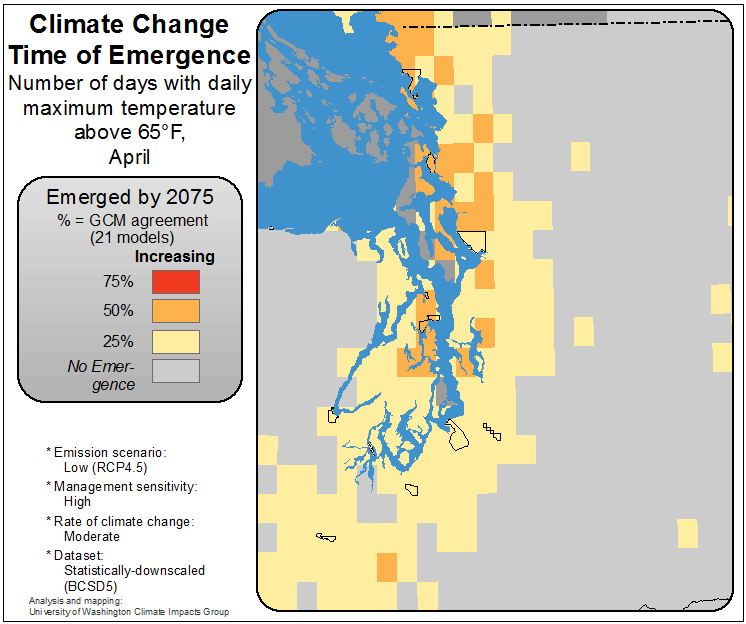 Climate Change
Time of Emergence
Number of days with daily
maximum temperature
above 65°F,
April
Emerged by 2075
% = GCM agreement
(21 models)
Increasing
75%
50%
25%
No Emer-
gence
* Emission scenario:
Low (RCP4.5)
* Management sensitivity:
High
* Rate of climate change:
Moderate
* Dataset:
Statistically-downscaled
(BCSD5)
Analysis and mapping:
University of Washington Climate Impacts Group